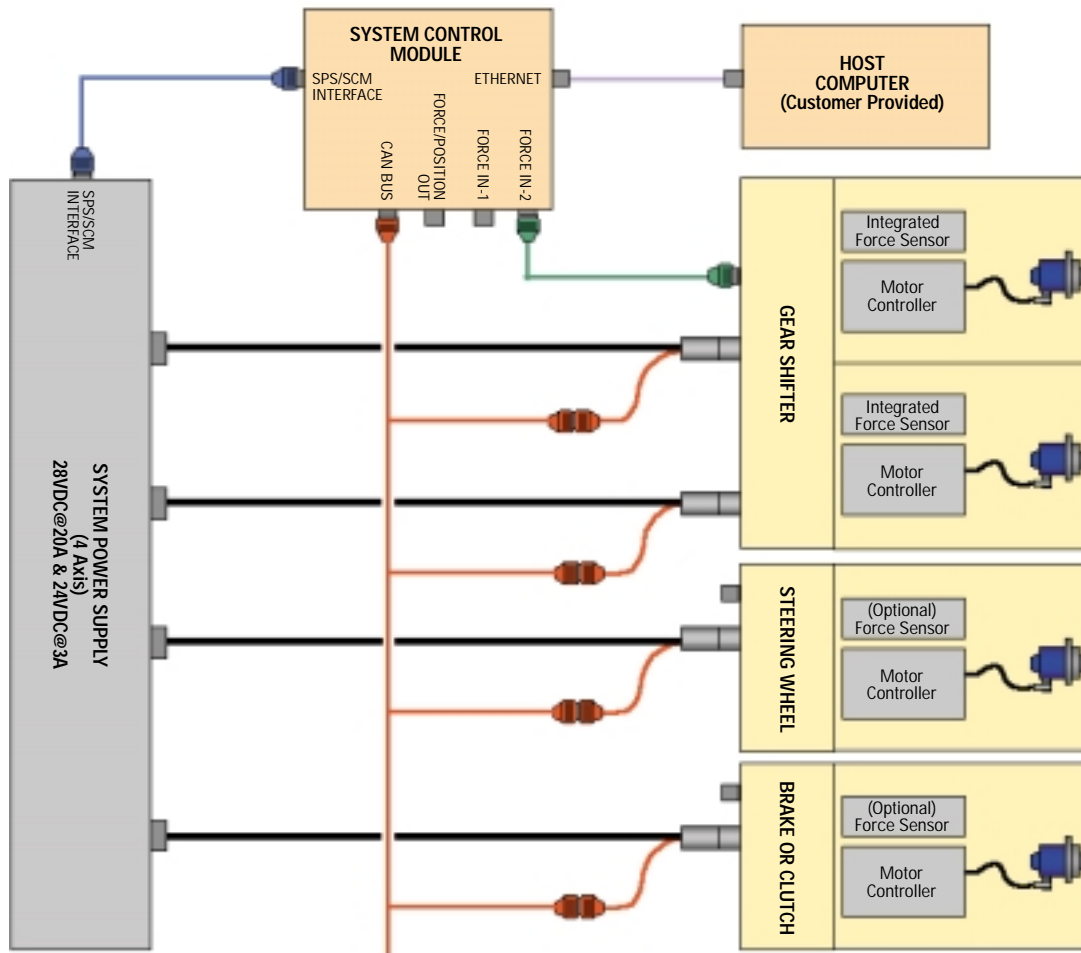 SYSTEM CONTROL
MODULE
SPS/SCM
INTERFACE
ETHERNET
CAN BUS
FORCE/POSITION
OUT
FORCE IN-1
FORCE IN-2
HOST
COMPUTER
(Customer Provided)
SPS/SCM
INTERFACE
SYSTEM POWER SUPPLY
(4 Axis)
28VDC@20A & 24VDC@3A
GEAR SHIFTER
Integrated
Force Sensor
Motor
Controller
Integrated
Force Sensor
Motor
Controller
STEERING WHEEL
(Optional)
Force Sensor
Motor
Controller
BRAKE OR CLUTCH
(Optional)
Force Sensor
Motor
Controller